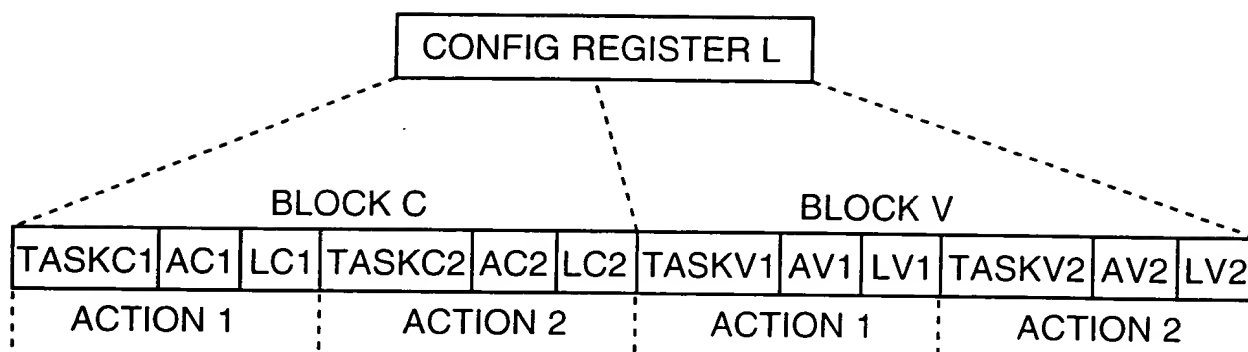 CONFIG REGISTER L
BLOCK C BLOCK V
TASKC1 AC1 LC1 TASKC2 AC2 LC2 TASKV1 AV1 LV1 TASKV2 AV2 LV2
ACTION 1 ACTION 2 ACTION 1 ACTION 2